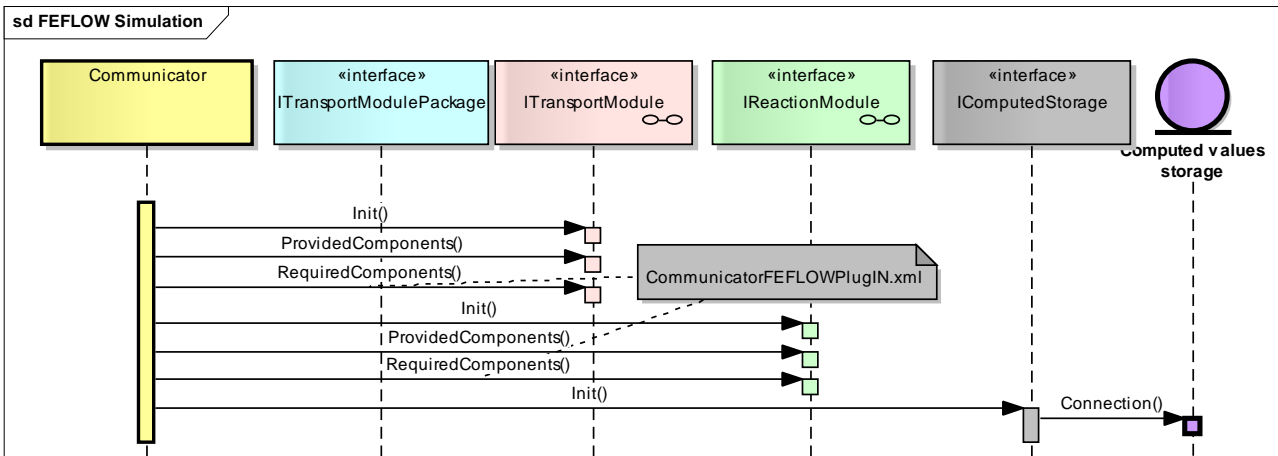 sd FEFLOW Simulation
Communicator
«interface»
ITransportModulePackage
«interface»
ITransportModule
«interface»
IReactionModule
«interface»
IComputedStorage
Computed values
storage
Init()
ProvidedComponents()
RequiredComponents()
CommunicatorFEFLOWPlugIN.xml
Init()
ProvidedComponents()
RequiredComponents()
Init()
Connection()